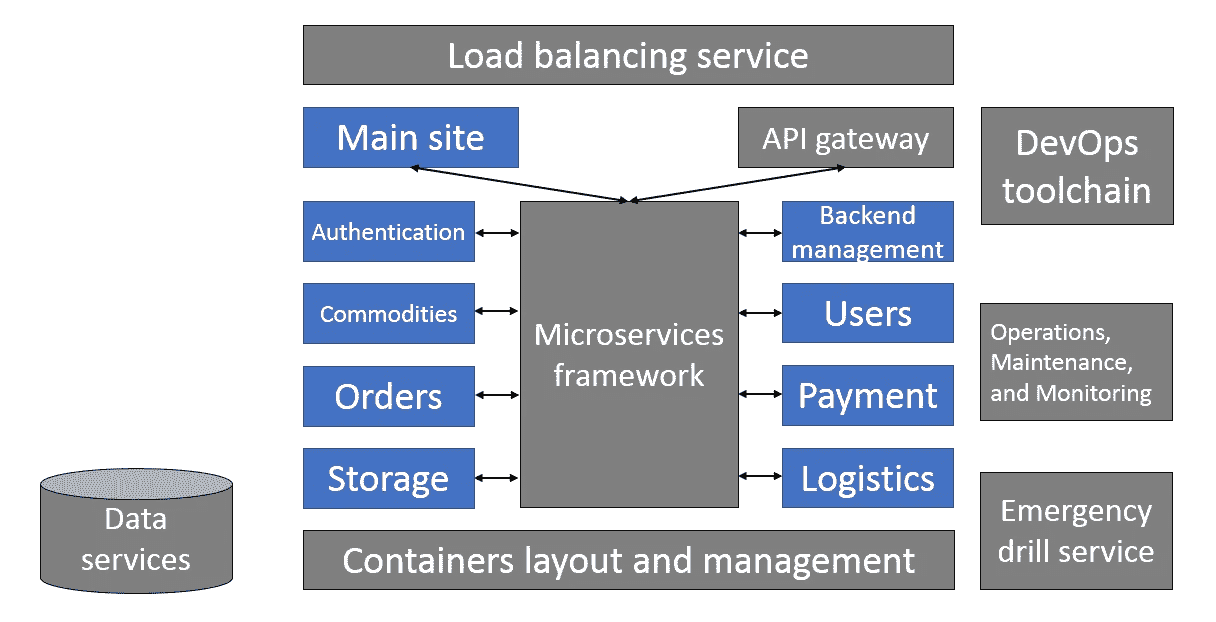 Load balancing service
Main site
API gateway
DevOps
toolchain
Authentication
Backend
management
Commodities
Users
Microservices
framework
Operations,
Maintenance,
and Monitoring
Orders
Payment
Storage
Logistics
Data
services
Emergency
drill service
Containers layout and management